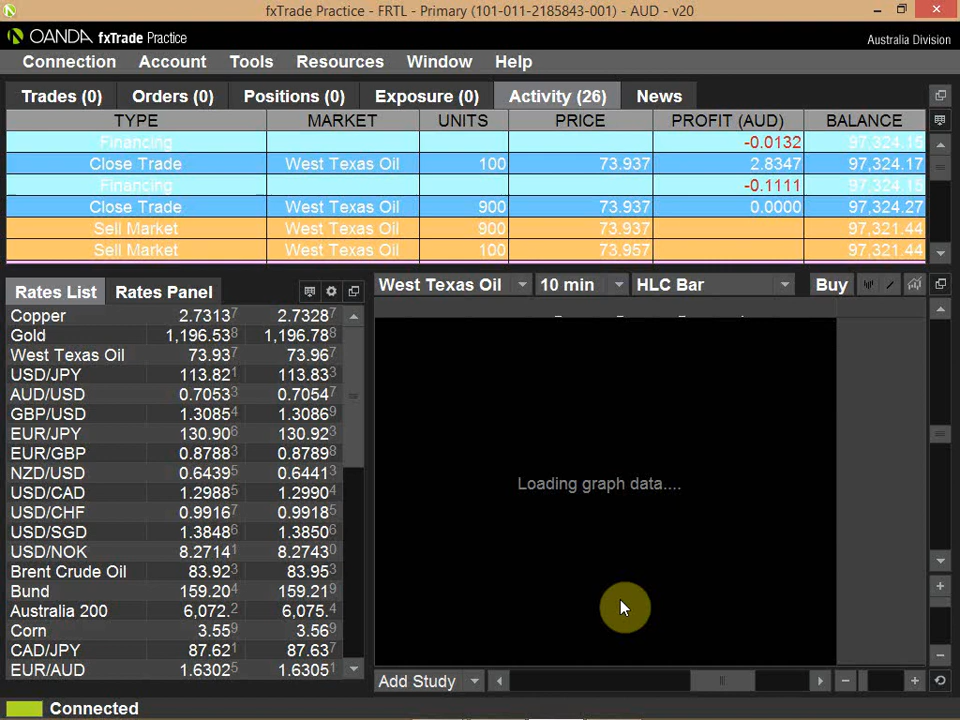 fxTrade Practice - FRTL - Primary (101-011-2185843-001) - AUD - v20
OANDA fxTrade Practice
Australia Division
Connection Account Tools Resources Window Help
Trades (0) Orders (0) Positions (0) Exposure (0) Activity (26) News
TYPE MARKET UNITS PRICE PROFIT (AUD) BALANCE
Financing -0.0132 97,324.15
Close Trade West Texas Oil 100 73.937 2.8347 97,324.17
Financing -0.1111 97,324.15
Close Trade West Texas Oil 900 73.937 0.0000 97,324.27
Sell Market West Texas Oil 900 73.937 97,321.44
Sell Market West Texas Oil 100 73.957 97,321.44
Rates List Rates Panel
Copper 2.73137 2.73287
Gold 1,196.538 1,196.788
West Texas Oil 73.937 73.967
USD/JPY 113.821 113.833
AUD/USD 0.70533 0.70547
GBP/USD 1.30854 1.30869
EUR/JPY 130.906 130.923
EUR/GBP 0.87883 0.87898
NZD/USD 0.64395 0.64413
USD/CAD 1.29885 1.29904
USD/CHF 0.99167 0.99185
USD/SGD 1.38486 1.38506
USD/NOK 8.27141 8.27430
Brent Crude Oil 83.923 83.953
Bund 159.204 159.219
Australia 200 6,072.2 6,075.4
Corn 3.559 3.569
CAD/JPY 87.621 87.637
EUR/AUD 1.63025 1.63051
West Texas Oil 10 min HLC Bar Buy
Loading graph data....
Add Study
Connected